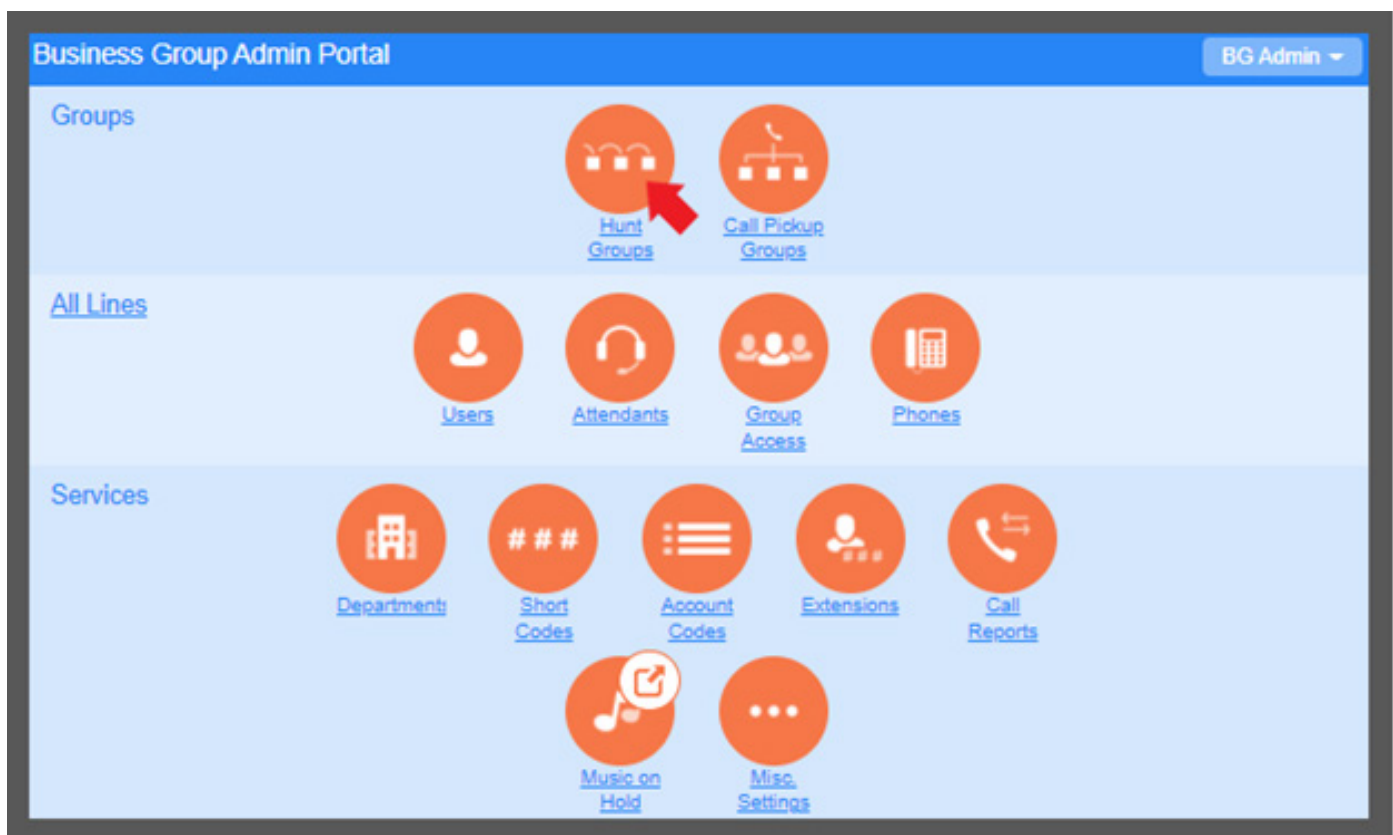 Business Group Admin Portal
BG Admin
Groups
Hunt
Groups
Call Pickup
Groups
All Lines
Users
Attendants
Group
Access
Phones
Services
###
###
Departments
Short
Codes
Account
Codes
Extensions
Call
Reports
Music on
Hold
Misc.
Settings